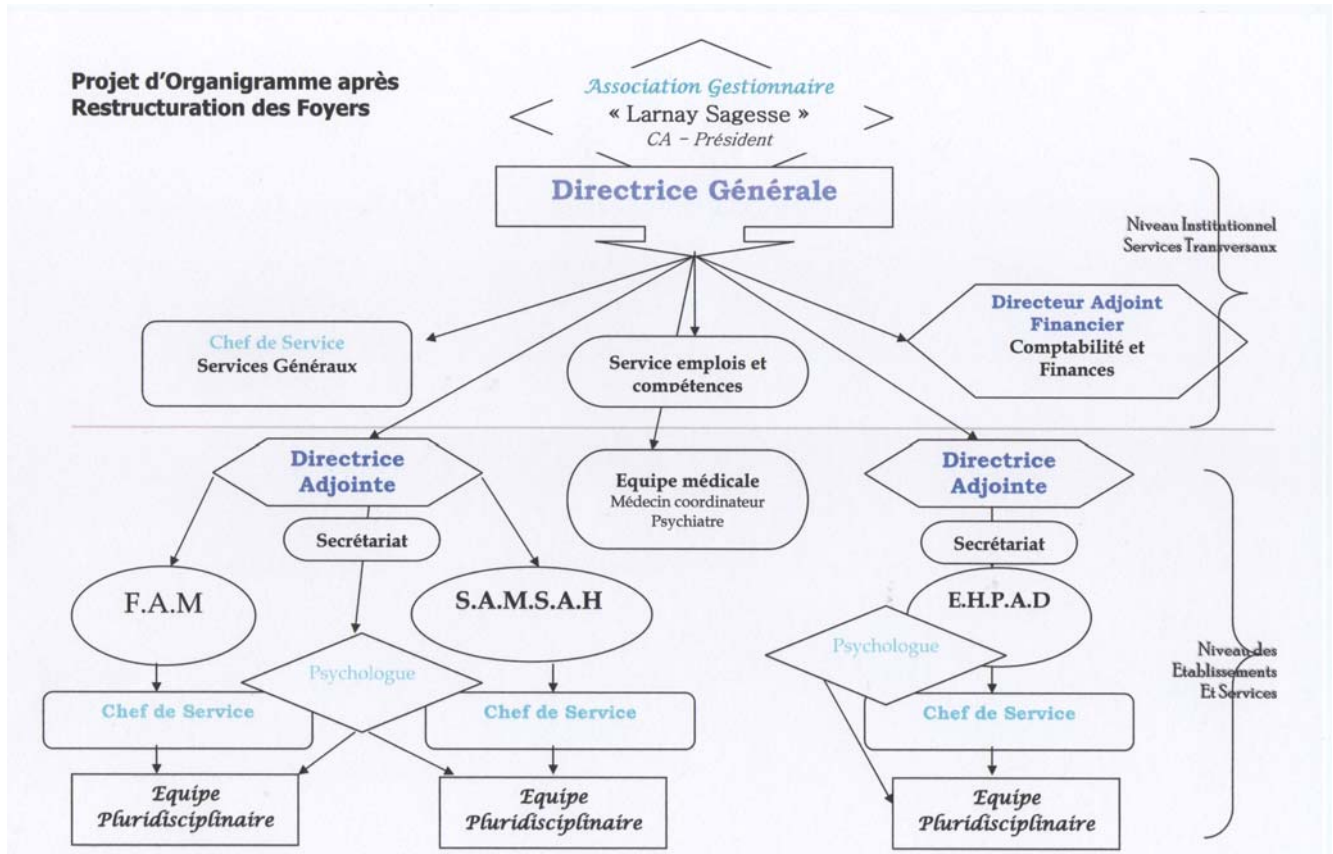 Projet d'Organigramme après
Restructuration des Foyers
Association Gestionnaire
« Larnay Sagesse »
CA – Président
Directrice Générale
Niveau Institutionnel
Services Transversaux
Chef de Service
Services Généraux
Service emplois et
compétences
Directeur Adjoint
Financier
Comptabilité et
Finances
Directrice
Adjointe
Equipe médicale
Médecin coordinateur
Psychiatre
Directrice
Adjointe
Secrétariat
Secrétariat
F.A.M
S.A.M.S.A.H
E.H.P.A.D
Psychologue
Psychologue
Niveau des
Etablissements
Et Services
Chef de Service
Chef de Service
Chef de Service
Equipe
Pluridisciplinaire
Equipe
Pluridisciplinaire
Equipe
Pluridisciplinaire